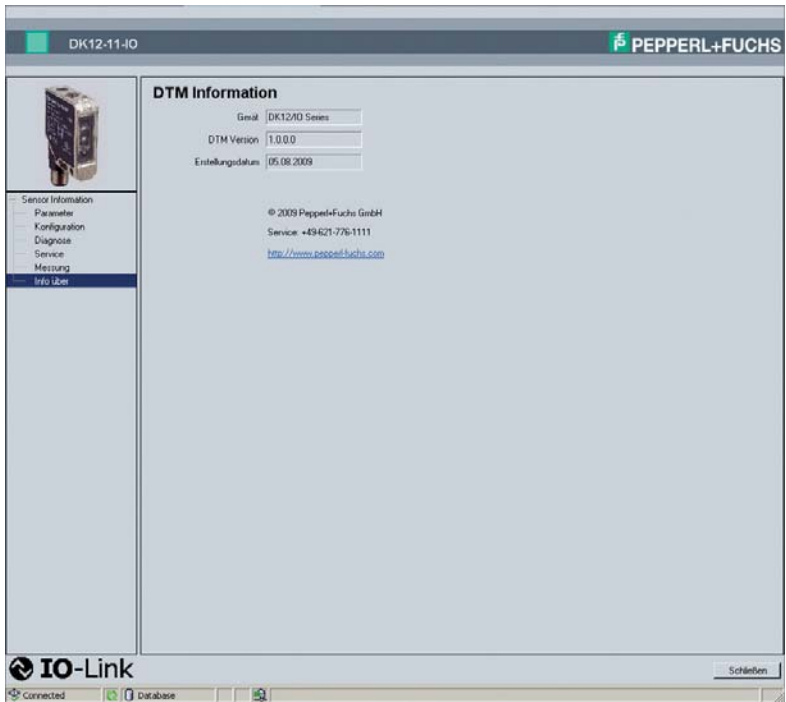 DK12-11-IO
PEPPERL+FUCHS
DTM Information
Gerät DK12/IO Series
DTM Version 1.0.0.0
Erstellungsdatum 05.08.2009
Sensor Information
Parameter
Konfiguration
Diagnose
Service
Messung
Info über
© 2009 Pepperl+Fuchs GmbH
Service: +49-621-776-1111
http://www.pepperl-fuchs.com
IO-Link
Schließen
Connected
Database